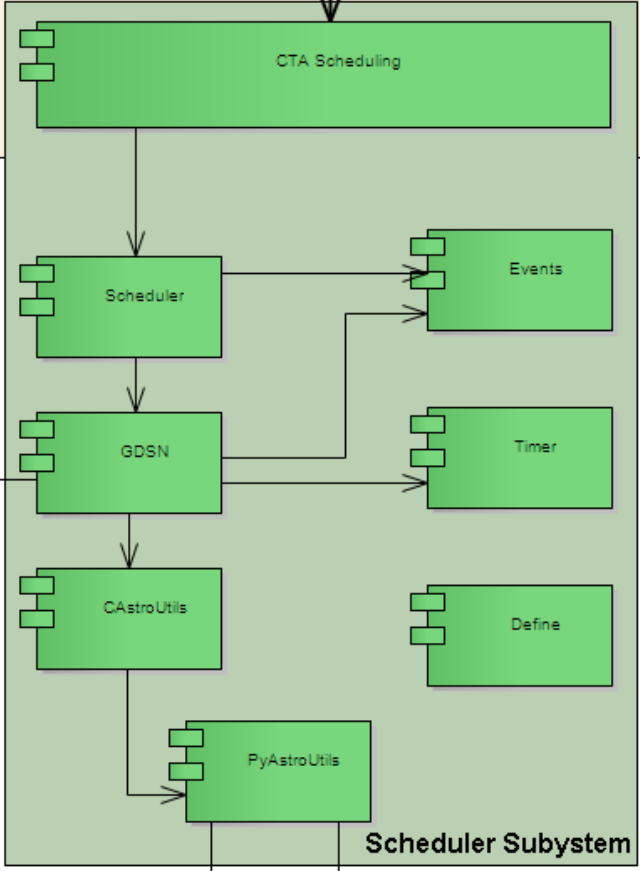 CTA Scheduling
Scheduler
Events
GDSN
Timer
CAstroUtils
Define
PyAstroUtils
Scheduler Subystem